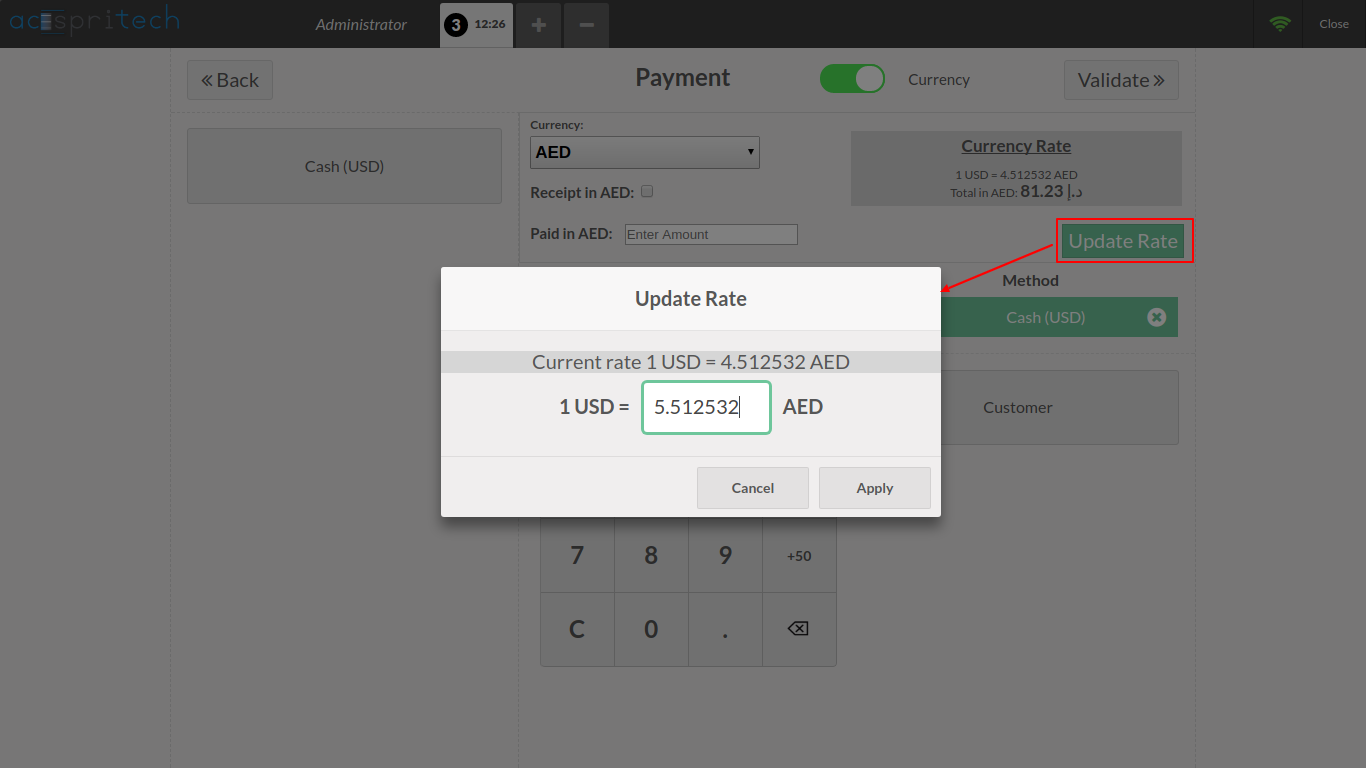 acespritech
Administrator
3 12:26
+
−
Close
« Back
Payment
Currency
Validate »
Cash (USD)
Currency:
AED
Receipt in AED:
Paid in AED: Enter Amount
Currency Rate
1 USD = 4.512532 AED
Total in AED: 81.23 د.إ
Update Rate
Method
Cash (USD)
Update Rate
Current rate 1 USD = 4.512532 AED
1 USD = 5.512532 AED
Cancel Apply
Customer
7 8 9 +50
C 0 .